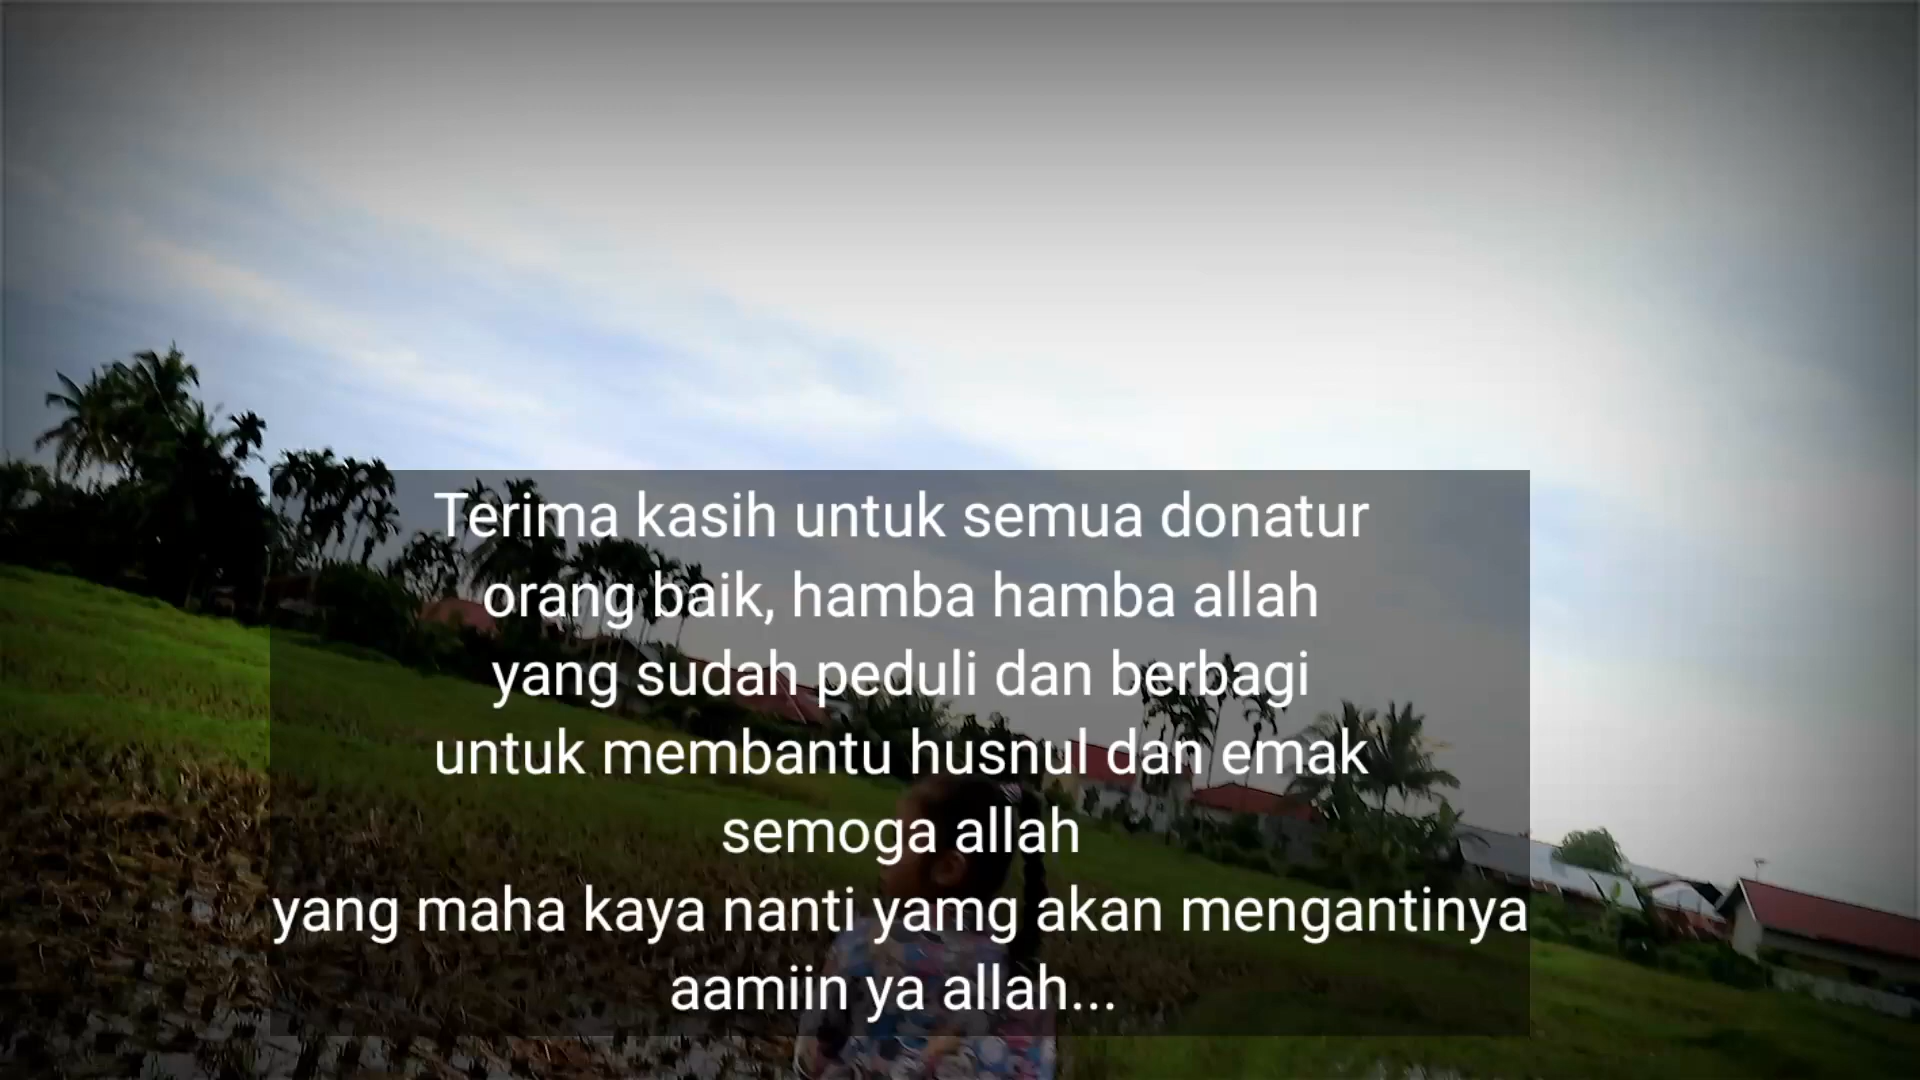 Terima kasih untuk semua donatur
orang baik, hamba hamba allah
yang sudah peduli dan berbagi
untuk membantu husnul dan emak
semoga allah
yang maha kaya nanti yamg akan mengantinya
aamiin ya allah...